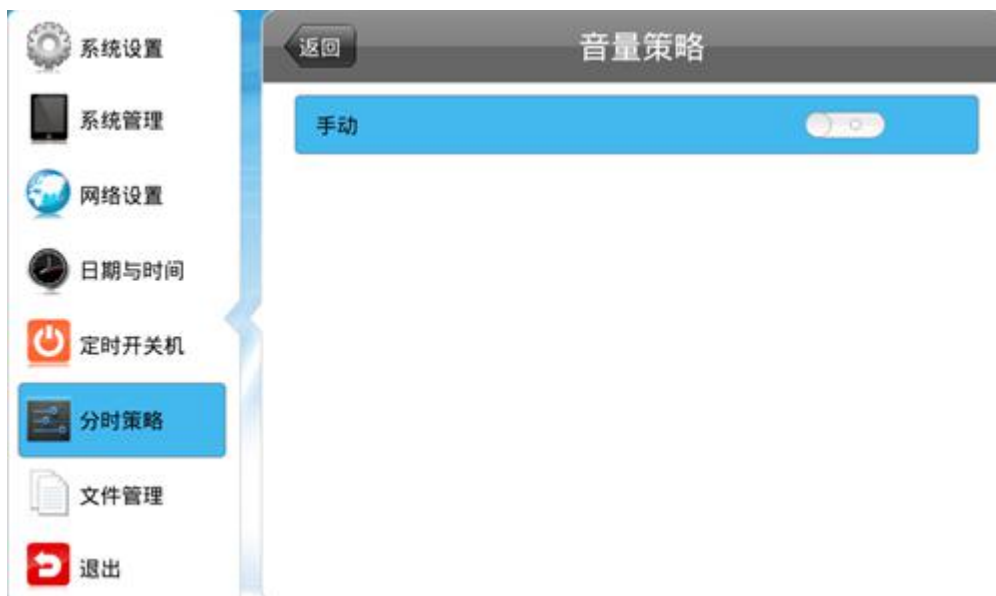 系统设置
系统管理
网络设置
日期与时间
定时开关机
分时策略
文件管理
退出
返回
音量策略
手动